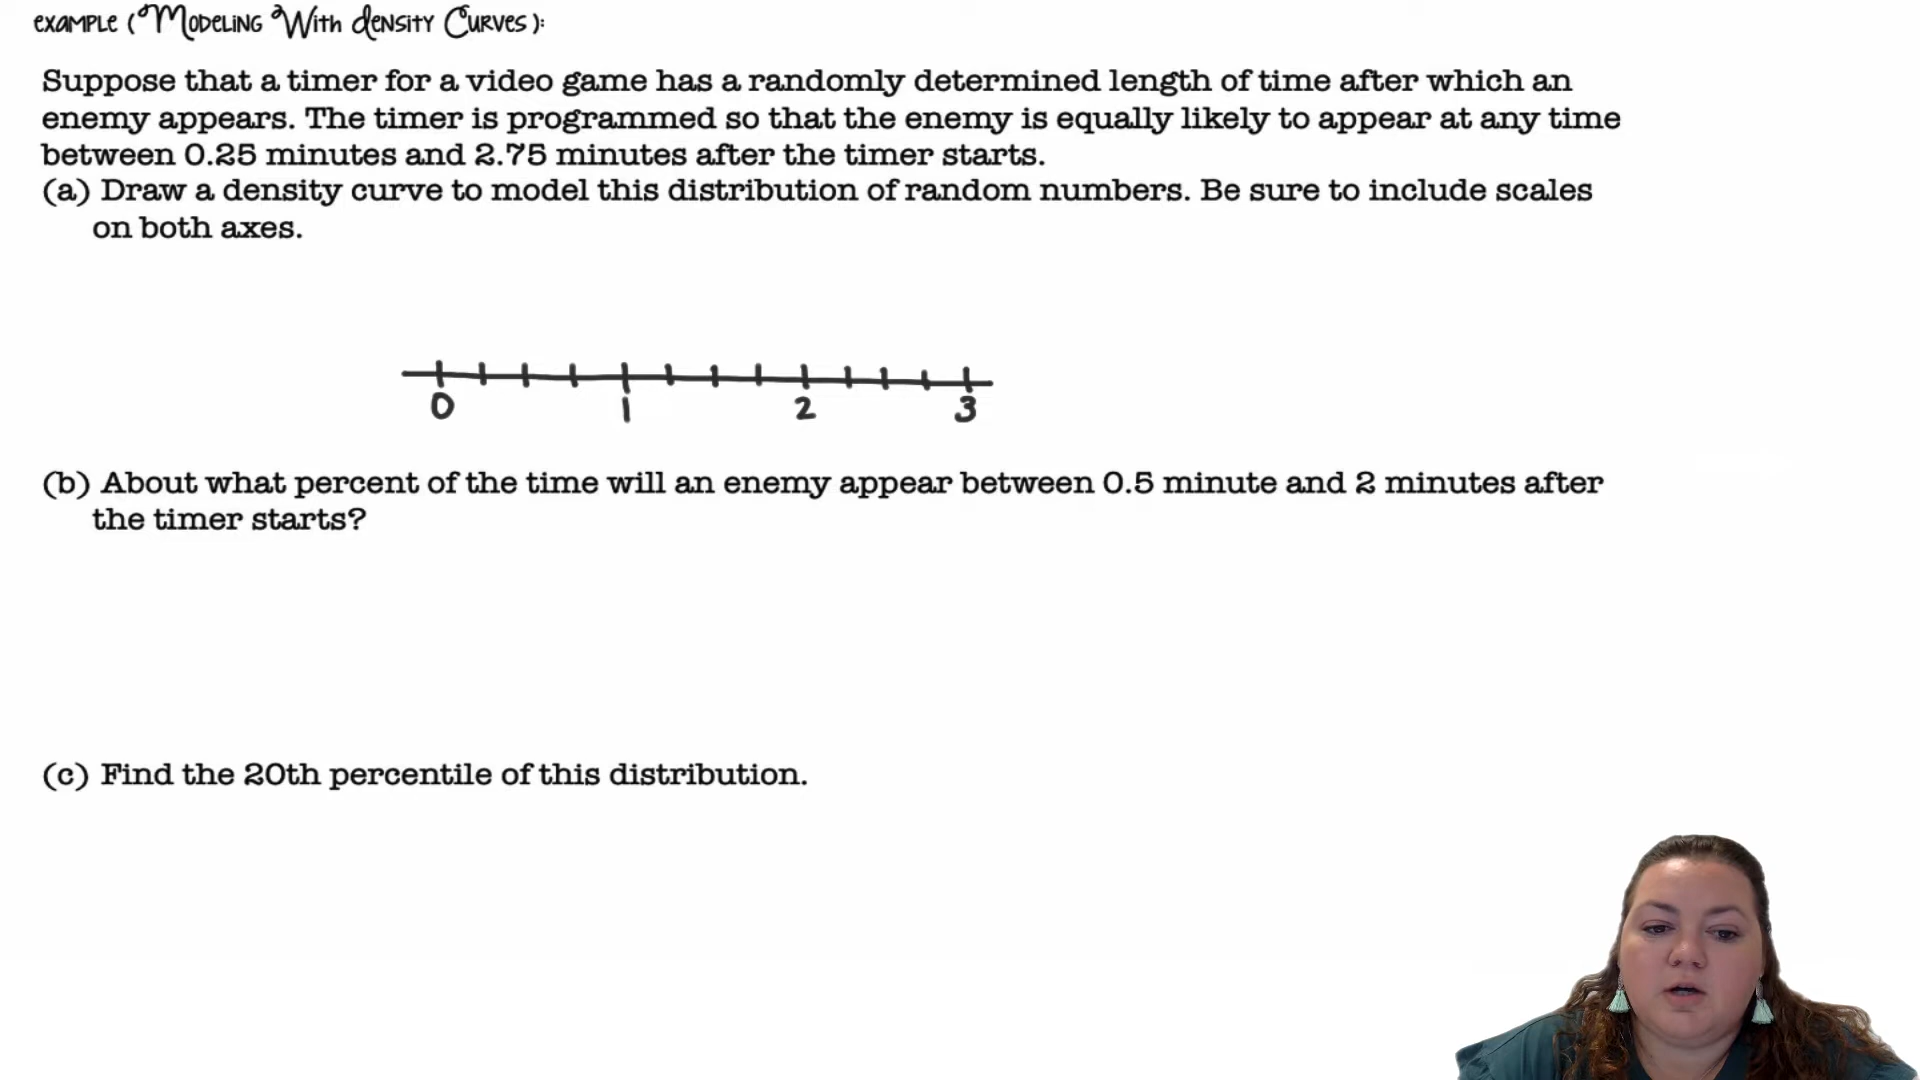 example (Modeling With Density Curves):
Suppose that a timer for a video game has a randomly determined length of time after which an
enemy appears. The timer is programmed so that the enemy is equally likely to appear at any time
between 0.25 minutes and 2.75 minutes after the timer starts.
(a) Draw a density curve to model this distribution of random numbers. Be sure to include scales
on both axes.
0 1 2 3
(b) About what percent of the time will an enemy appear between 0.5 minute and 2 minutes after
the timer starts?
(c) Find the 20th percentile of this distribution.